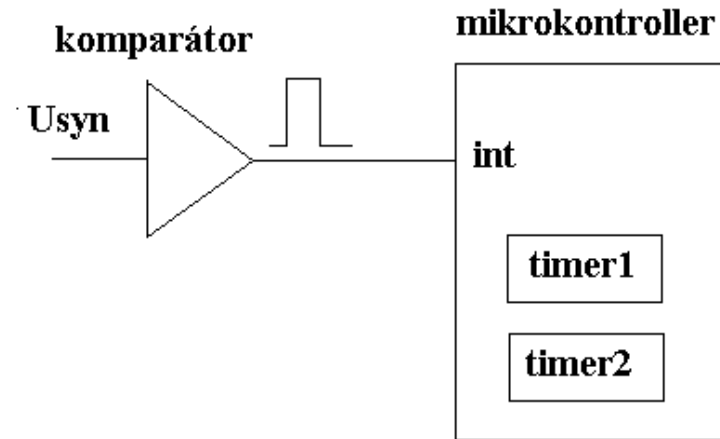 mikrokontroller
komparátor
Usyn
int
timer1
timer2